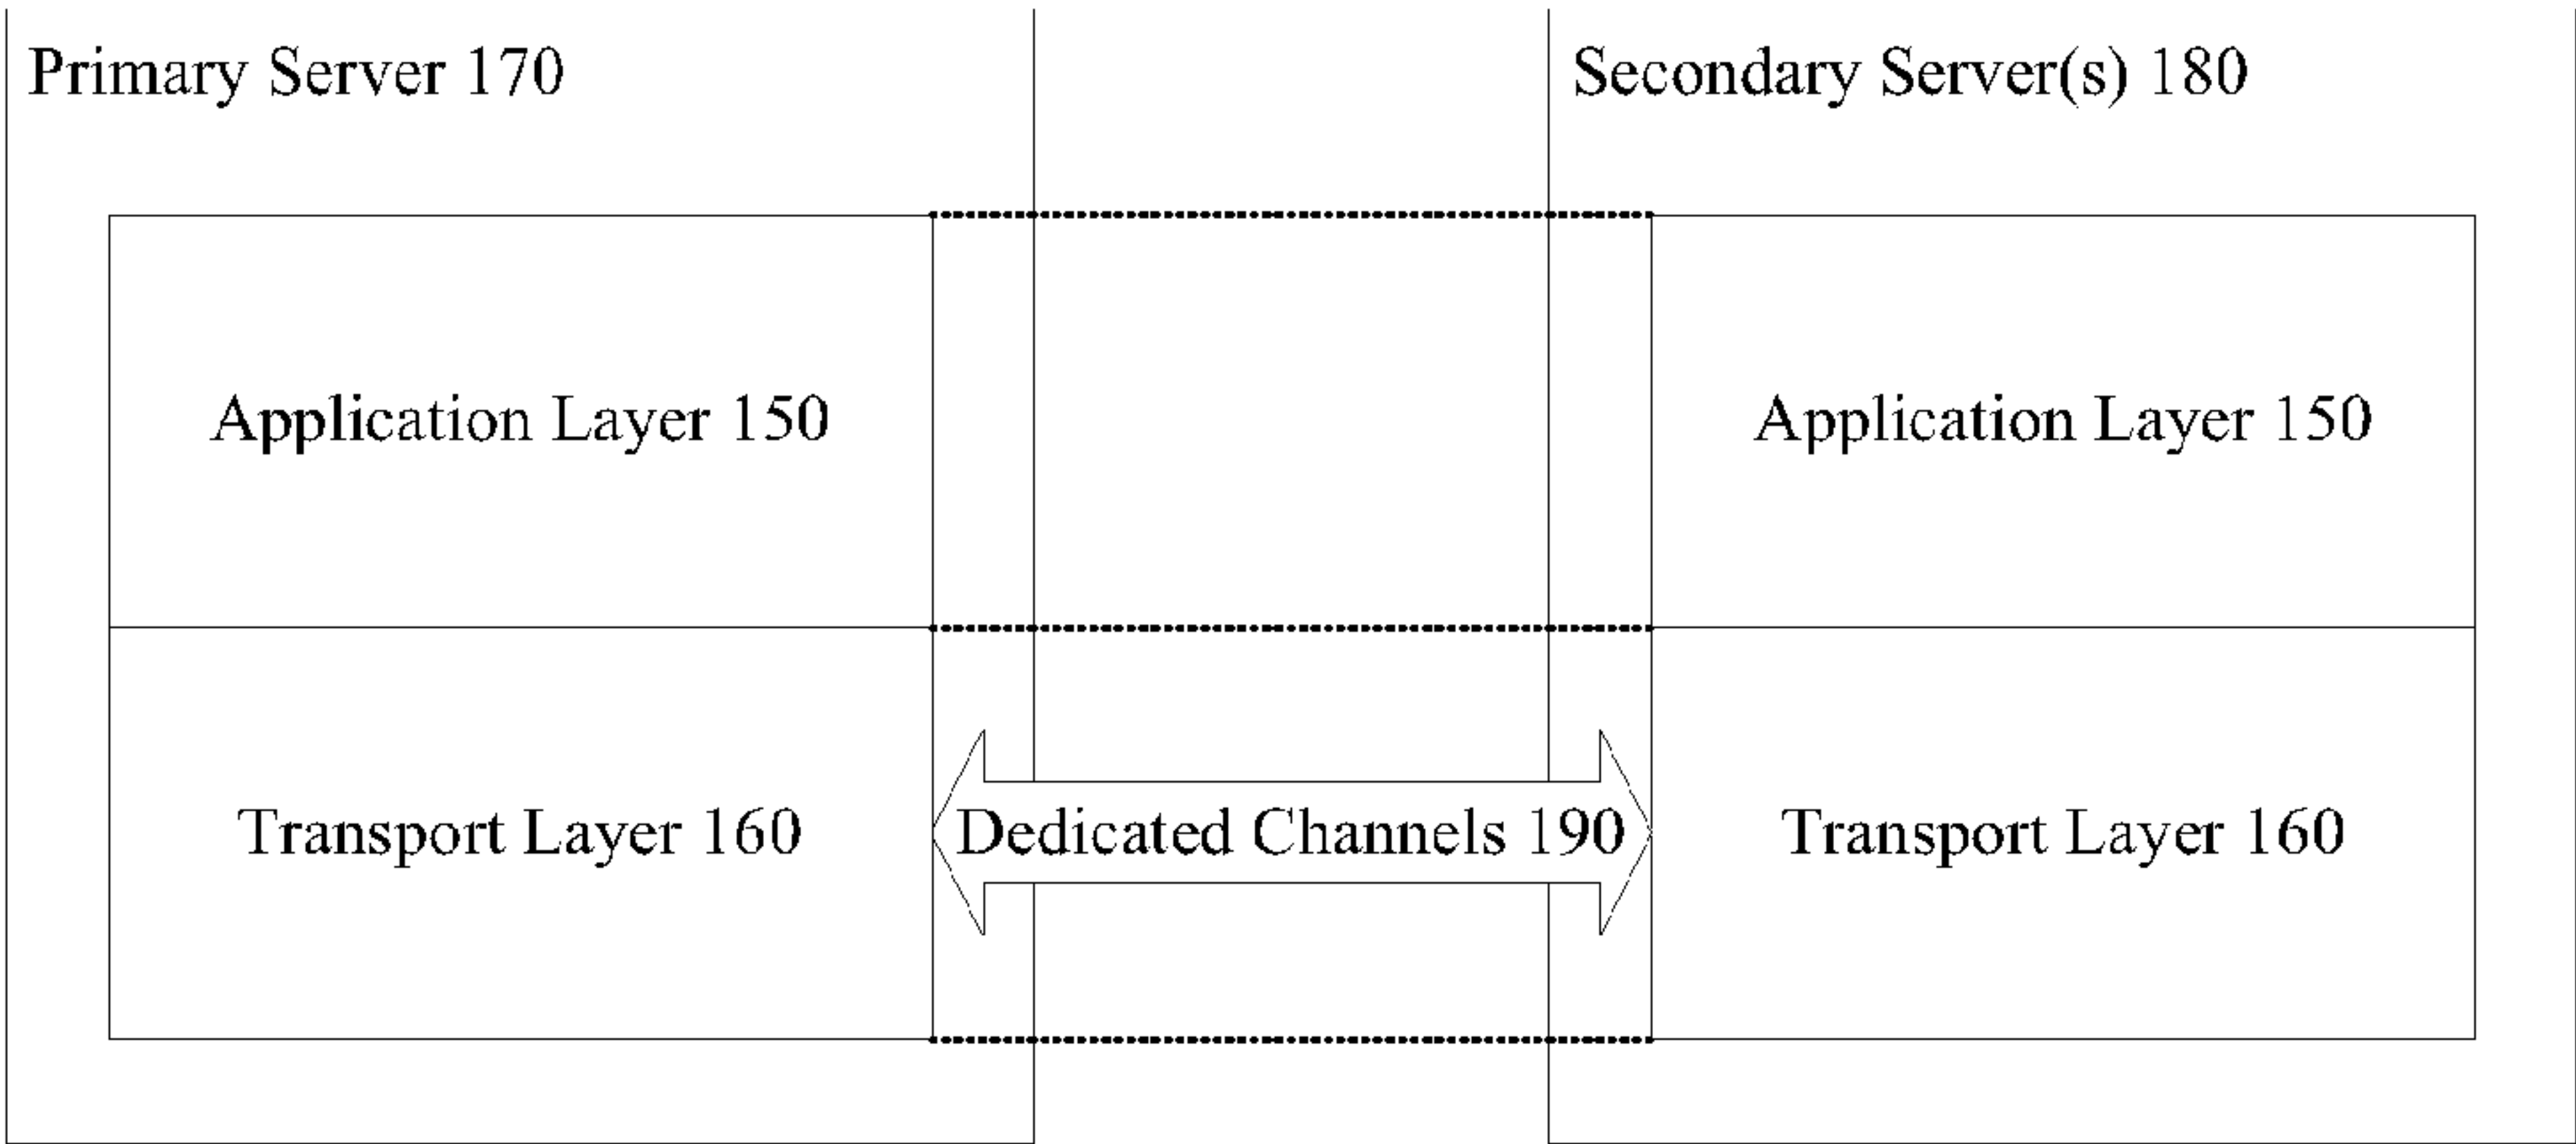 Primary Server 170
Secondary Server(s) 180
Application Layer 150
Application Layer 150
Transport Layer 160
Dedicated Channels 190
Transport Layer 160